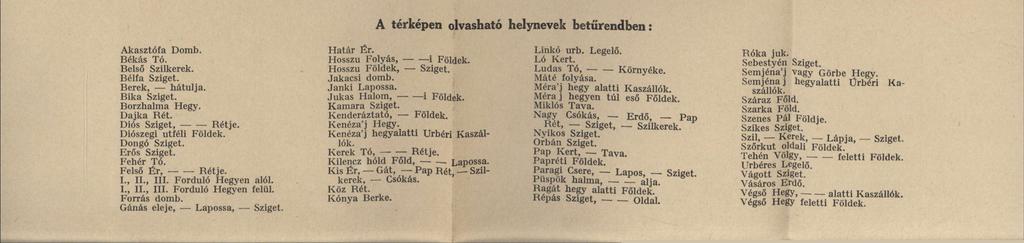 A térképen olvasható helynevek betűrendben:
Akasztófa Domb.
Békás Tó.
Belső Szilkerek.
Bélfa Sziget.
Berek, — hátulja.
Bika Sziget.
Borzhalma Hegy.
Dajka Rét.
Diós Sziget, — — Rétje.
Diószegi utféli Földek.
Dongó Sziget.
Erős Sziget.
Fehér Tó.
Felső Ér, — — Rétje.
I., II., III. Forduló Hegyen alól.
I., II., III. Forduló Hegyen felül.
Forrás domb.
Gánás eleje, — Lapossa, — Sziget.
Határ Ér.
Hosszu Folyás, — —i Földek.
Hosszu Földek, — Sziget.
Jakacsi domb.
Janki Lapossa.
Jukas Halom, — —i Földek.
Kamara Sziget.
Kenderáztató, — Földek.
Kenéza'j Hegy.
Kenéza'j hegyalatti Urbéri Kaszál-
lók.
Kerek Tó, — — Rétje.
Kilencz hóld Főld, — — Lapossa.
Kis Ér, — Gát, — Pap Rét, — Szil-
kerek, — Csókás.
Köz Rét.
Kónya Berke.
Linkó urb. Legelő.
Ló Kert.
Ludas Tó, — — Környéke.
Máté folyása.
Méra'j hegy alatti Kaszállók.
Méra j hegyen túl eső Földek.
Miklós Tava.
Nagy Csókás, — Erdő, — Pap
Rét, — Sziget, — Szilkerek.
Nyikos Sziget.
Orbán Sziget.
Pap Kert, — Tava.
Papréti Földek.
Paragi Csere, — Lapos, — Sziget.
Püspök halma, — — alja.
Ragát hegy alatti Földek.
Répás Sziget, — — Oldal.
Róka juk.
Sebestyén Sziget.
Semjéna'j vagy Görbe Hegy.
Semjéna j hegyalatti Urbéri Ka-
szállók.
Száraz Főld.
Szarka Főld.
Szenes Pál Földje.
Szikes Sziget.
Szil, — Kerek, — Lápja, — Sziget.
Szőrkut oldali Földek.
Tehén Völgy, — — feletti Földek.
Urbéres Legelő.
Vágott Sziget.
Vásáros Erdő.
Végső Hegy, — — alatti Kaszállók.
Végső Hegy feletti Földek.